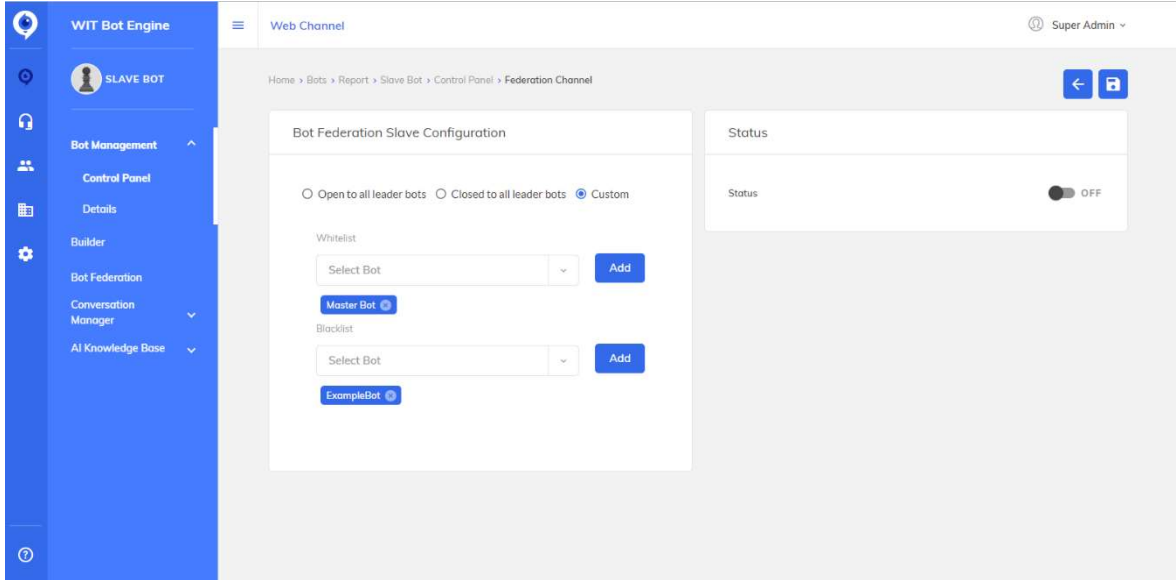 WIT Bot Engine
Web Channel
Super Admin
SLAVE BOT
Home > Bots > Report > Slave Bot > Control Panel > Federation Channel
Bot Management
Control Panel
Details
Builder
Bot Federation
Conversation
Manager
AI Knowledge Base
Bot Federation Slave Configuration
Open to all leader bots Closed to all leader bots Custom
Whitelist
Select Bot
Add
Master Bot
Blacklist
Select Bot
Add
ExampleBot
Status
Status
OFF